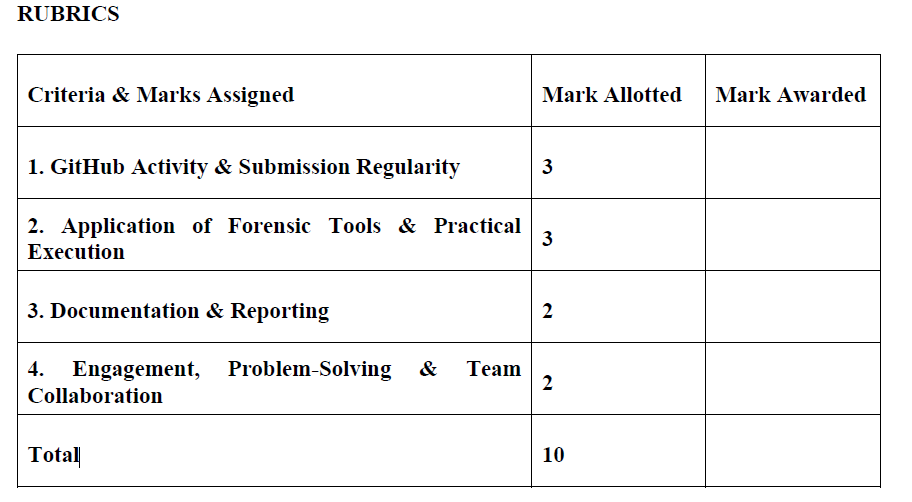 RUBRICS
Criteria & Marks Assigned
Mark Allotted
Mark Awarded
1. GitHub Activity & Submission Regularity
3
2. Application of Forensic Tools & Practical
Execution
3
3. Documentation & Reporting
2
4. Engagement, Problem-Solving & Team
Collaboration
2
Total
10